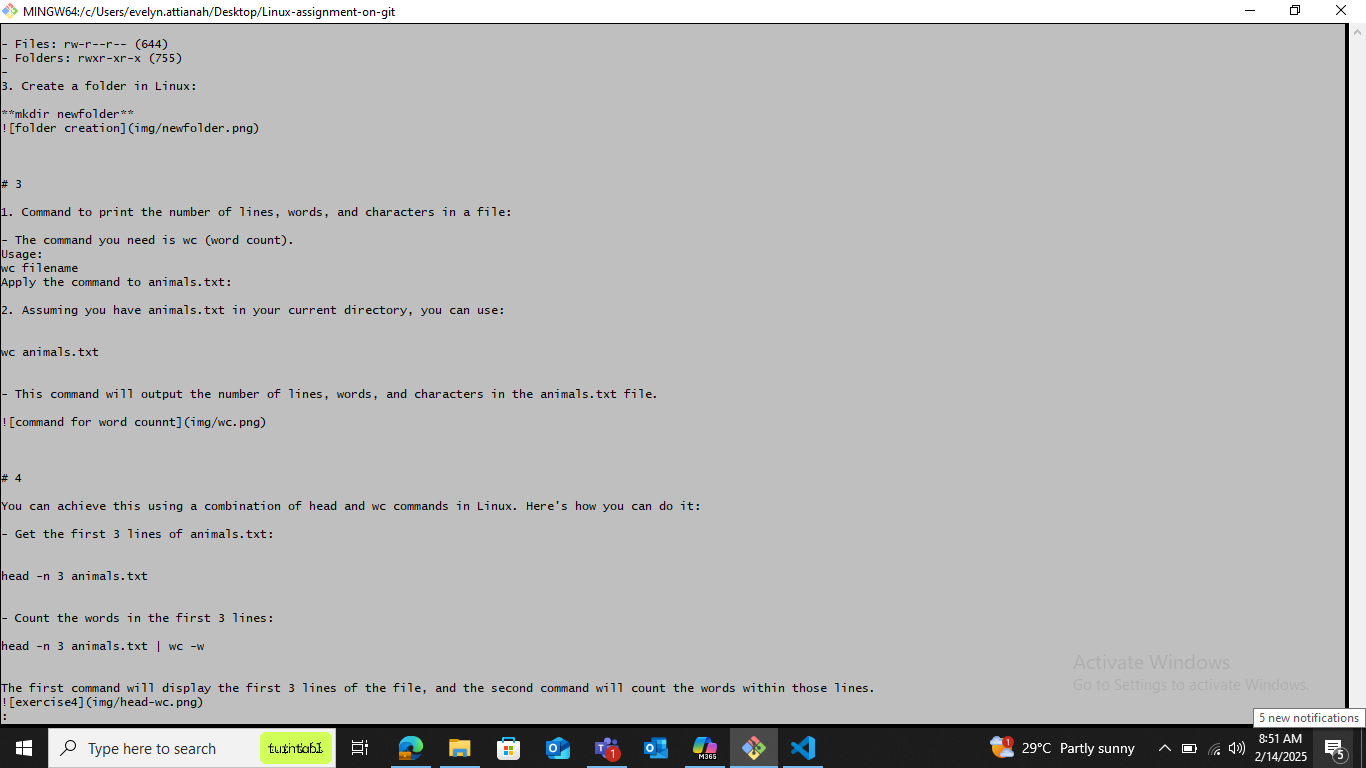 MINGW64:/c/Users/evelyn.attianah/Desktop/Linux-assignment-on-git
- Files: rw-r--r-- (644)
- Folders: rwxr-xr-x (755)
-
3. Create a folder in Linux:
**mkdir newfolder**
![folder creation](img/newfolder.png)
# 3
1. Command to print the number of lines, words, and characters in a file:
- The command you need is wc (word count).
Usage:
wc filename
Apply the command to animals.txt:
2. Assuming you have animals.txt in your current directory, you can use:
wc animals.txt
- This command will output the number of lines, words, and characters in the animals.txt file.
![command for word counnt](img/wc.png)
# 4
You can achieve this using a combination of head and wc commands in Linux. Here's how you can do it:
- Get the first 3 lines of animals.txt:
head -n 3 animals.txt
- Count the words in the first 3 lines:
head -n 3 animals.txt | wc -w
The first command will display the first 3 lines of the file, and the second command will count the words within those lines.
![exercise4](img/head-wc.png)
:
Activate Windows
Go to Settings to activate Windows.
5 new notifications
Type here to search
1
M365
1
29°C Partly sunny
8:51 AM
2/14/2025
5